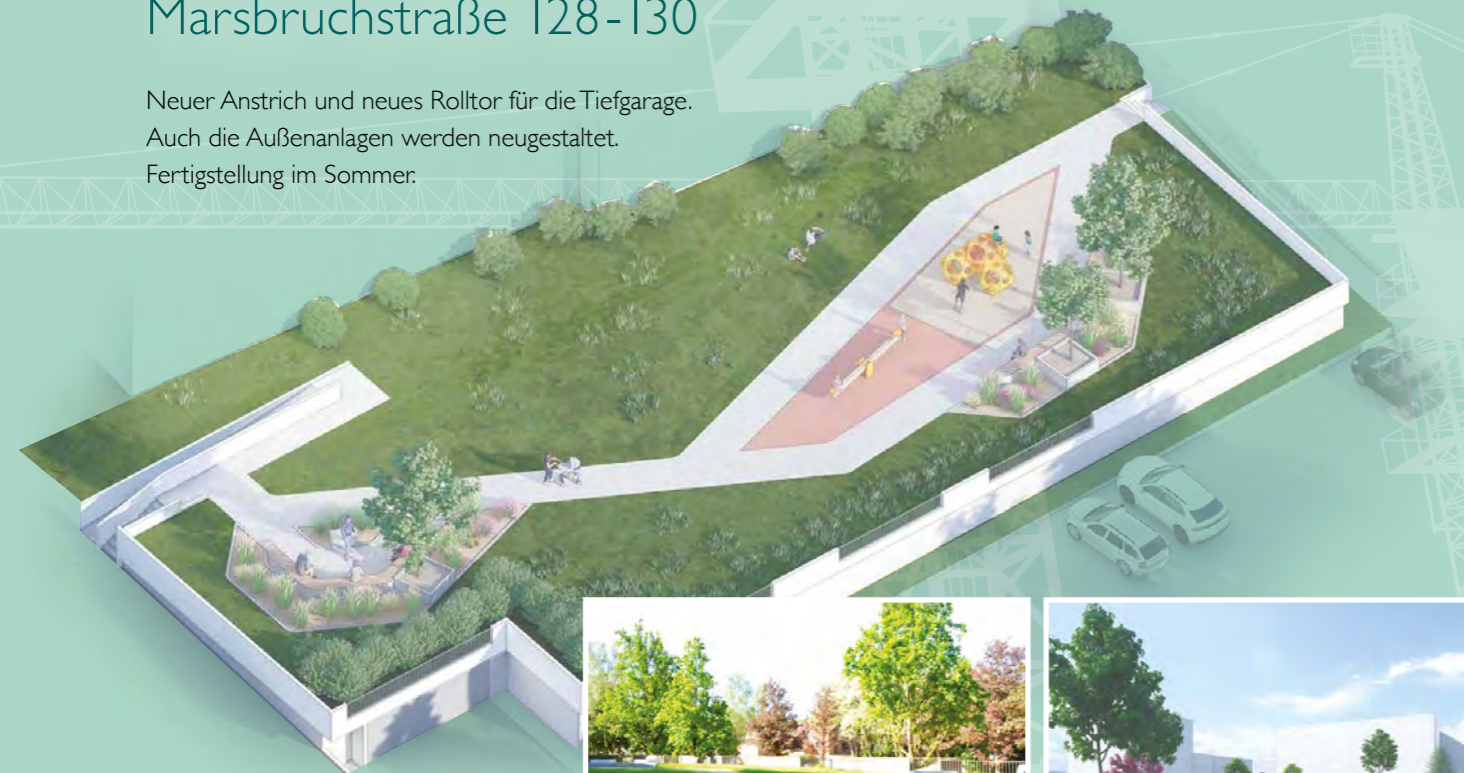 Marsbruchstraße 128-130
Neuer Anstrich und neues Rolltor für die Tiefgarage.
Auch die Außenanlagen werden neugestaltet.
Fertigstellung im Sommer.